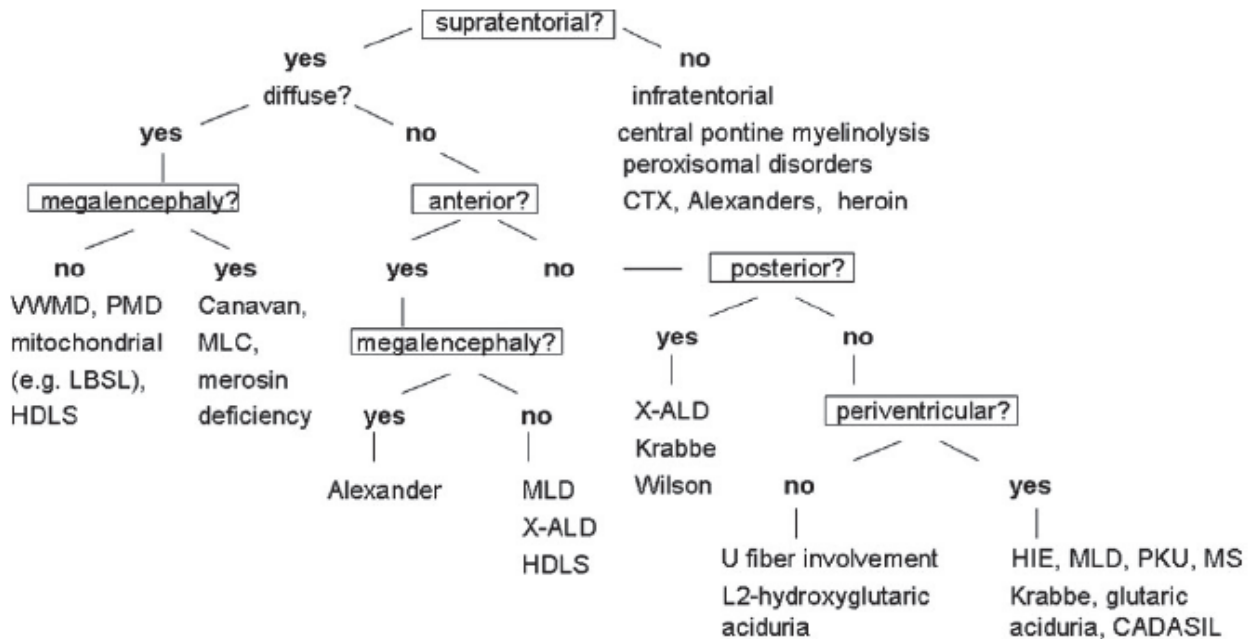 supratentorial?
yes
no
diffuse?
infratentorial
yes
no
central pontine myelinolysis
peroxisomal disorders
CTX, Alexanders, heroin
megalencephaly?
anterior?
no
yes
yes
no
posterior?
VWMD, PMD
mitochondrial
(e.g. LBSL),
HDLS
Canavan,
MLC,
merosin
deficiency
megalencephaly?
yes
no
yes
no
Alexander
MLD
X-ALD
HDLS
X-ALD
Krabbe
Wilson
periventricular?
no
yes
U fiber involvement
L2-hydroxyglutaric
aciduria
HIE, MLD, PKU, MS
Krabbe, glutaric
aciduria, CADASIL